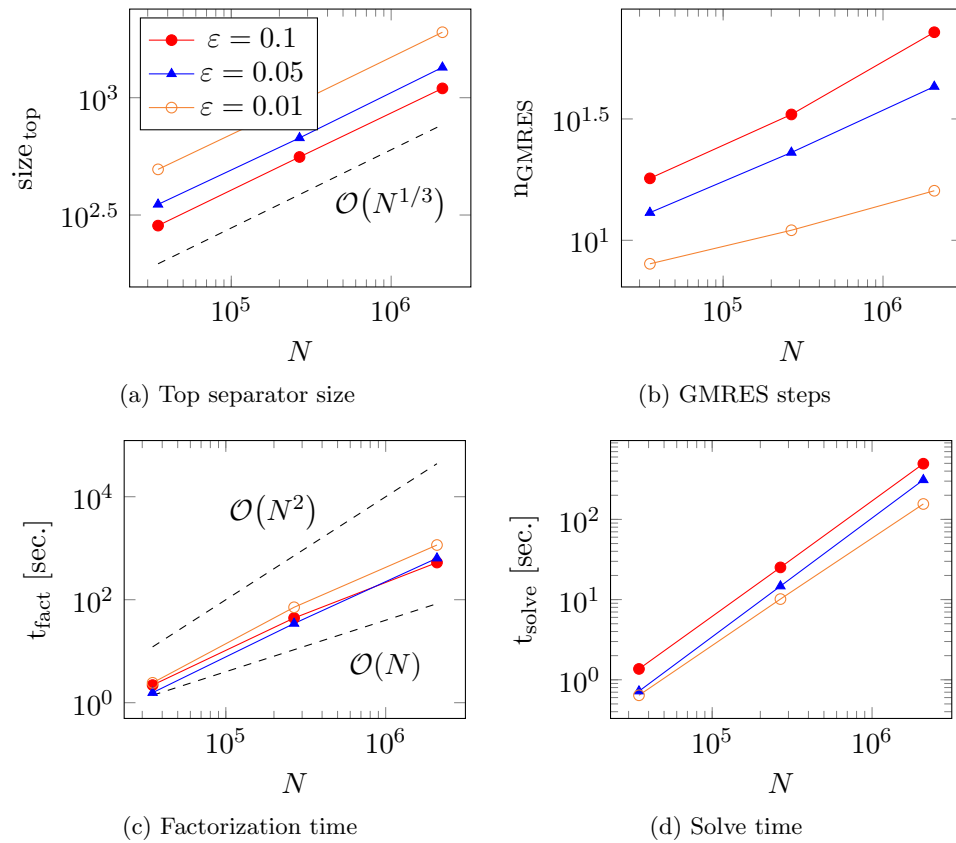 size_top
10^3
10^2.5
ε = 0.1
ε = 0.05
ε = 0.01
O(N^1/3)
10^5
10^6
N
(a) Top separator size
n_GMRES
10^1.5
10^1
10^5
10^6
N
(b) GMRES steps
t_fact [sec.]
10^4
10^2
10^0
O(N^2)
O(N)
10^5
10^6
N
(c) Factorization time
t_solve [sec.]
10^2
10^1
10^0
10^5
10^6
N
(d) Solve time